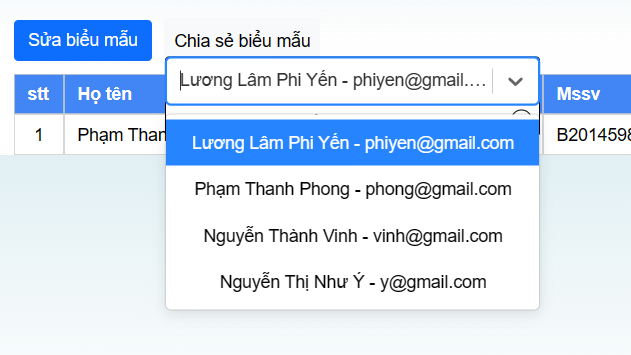 Sửa biểu mẫu
Chia sẻ biểu mẫu
Lương Lâm Phi Yến - phiyen@gmail.…
stt
Họ tên
Mssv
1
Phạm Than
B2014598
Lương Lâm Phi Yến - phiyen@gmail.com
Phạm Thanh Phong - phong@gmail.com
Nguyễn Thành Vinh - vinh@gmail.com
Nguyễn Thị Như Ý - y@gmail.com